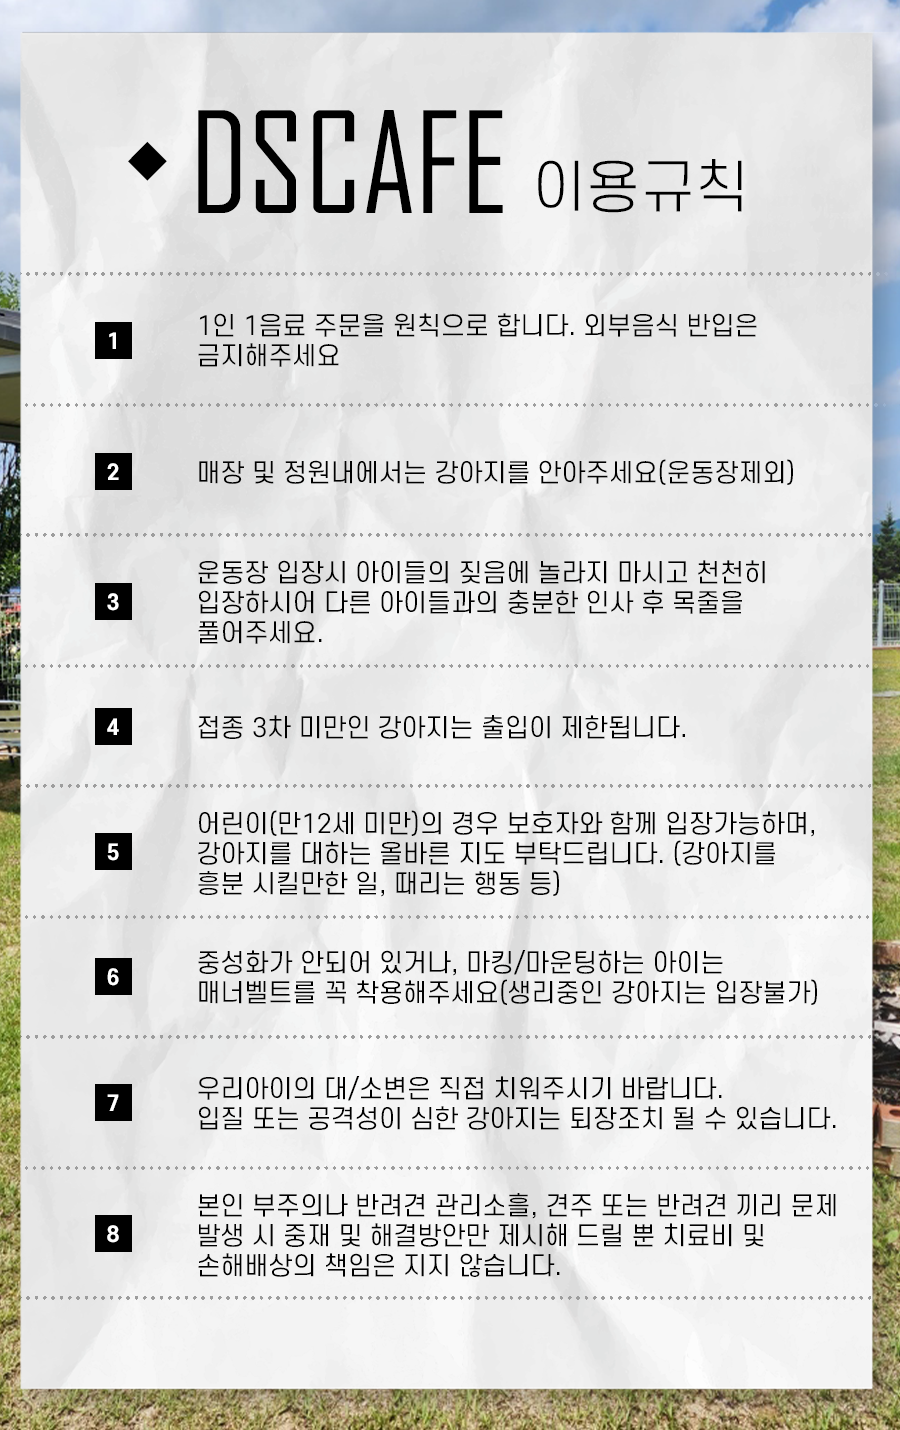 ◆ DSCAFE 이용규칙
1
1인 1음료 주문을 원칙으로 합니다. 외부음식 반입은
금지해주세요
2
매장 및 정원내에서는 강아지를 안아주세요(운동장제외)
3
운동장 입장시 아이들의 짖음에 놀라지 마시고 천천히
입장하시어 다른 아이들과의 충분한 인사 후 목줄을
풀어주세요.
4
접종 3차 미만인 강아지는 출입이 제한됩니다.
5
어린이(만12세 미만)의 경우 보호자와 함께 입장가능하며,
강아지를 대하는 올바른 지도 부탁드립니다. (강아지를
흥분 시킬만한 일, 때리는 행동 등)
6
중성화가 안되어 있거나, 마킹/마운팅하는 아이는
매너벨트를 꼭 착용해주세요(생리중인 강아지는 입장불가)
7
우리아이의 대/소변은 직접 치워주시기 바랍니다.
입질 또는 공격성이 심한 강아지는 퇴장조치 될 수 있습니다.
8
본인 부주의나 반려견 관리소홀, 견주 또는 반려견 끼리 문제
발생 시 중재 및 해결방안만 제시해 드릴 뿐 치료비 및
손해배상의 책임은 지지 않습니다.